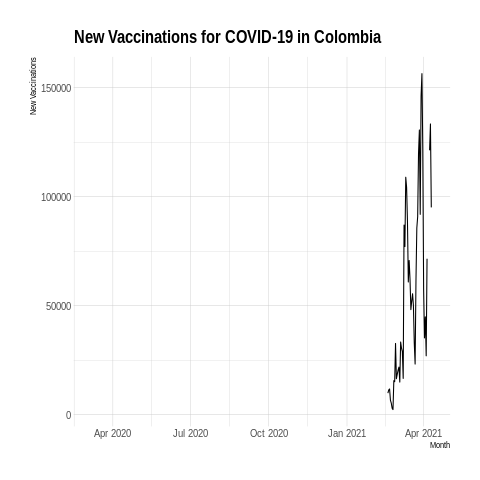 New Vaccinations for COVID-19 in Colombia
New Vaccinations
150000
100000
50000
0
Apr 2020
Jul 2020
Oct 2020
Jan 2021
Apr 2021
Month